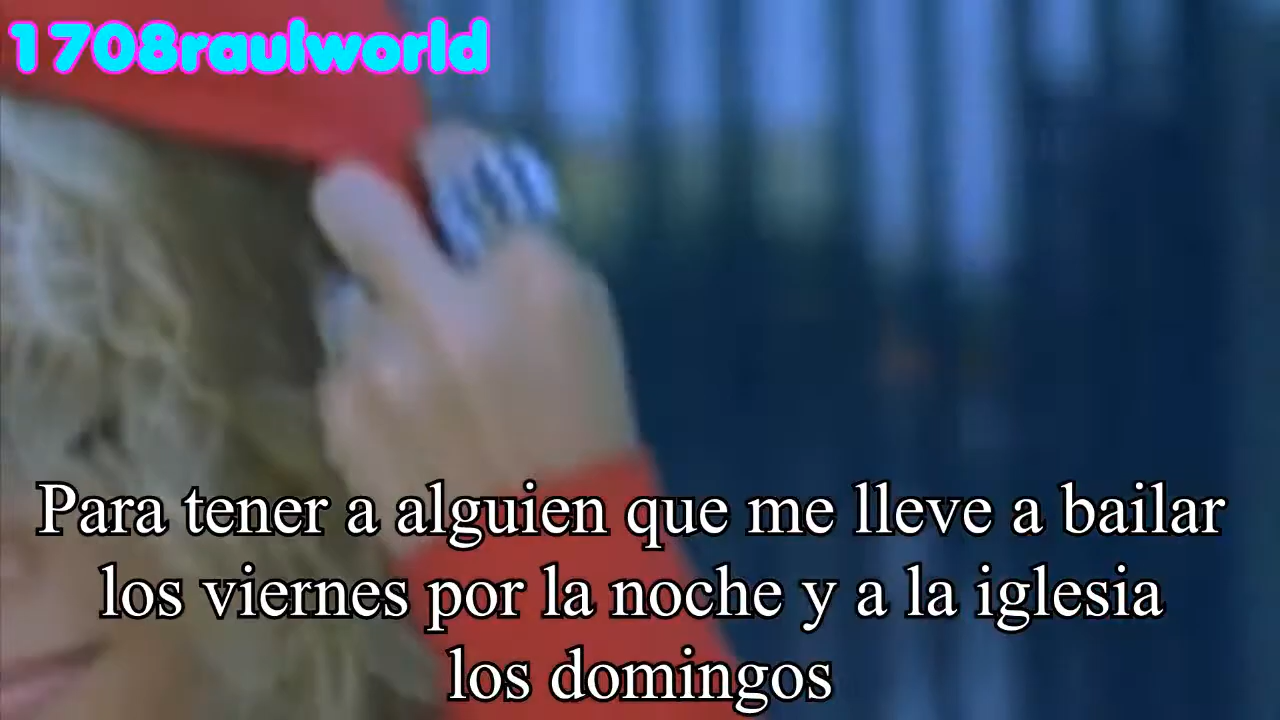 1708raulworld
Para tener a alguien que me lleve a bailar
los viernes por la noche y a la iglesia
los domingos